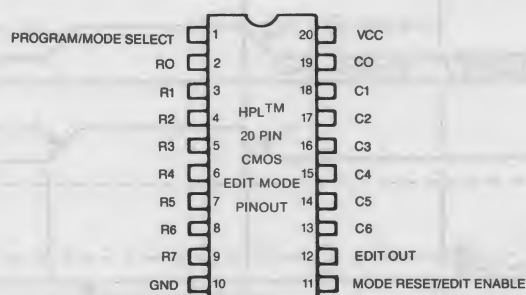 PROGRAM/MODE SELECT 1 20 VCC
RO 2 19 CO
R1 3 18 C1
R2 4 17 C2
R3 5 16 C3
R4 6 15 C4
R5 7 14 C5
R6 8 13 C6
R7 9 12 EDIT OUT
GND 10 11 MODE RESET/EDIT ENABLE
HPL™
20 PIN
CMOS
EDIT MODE
PINOUT